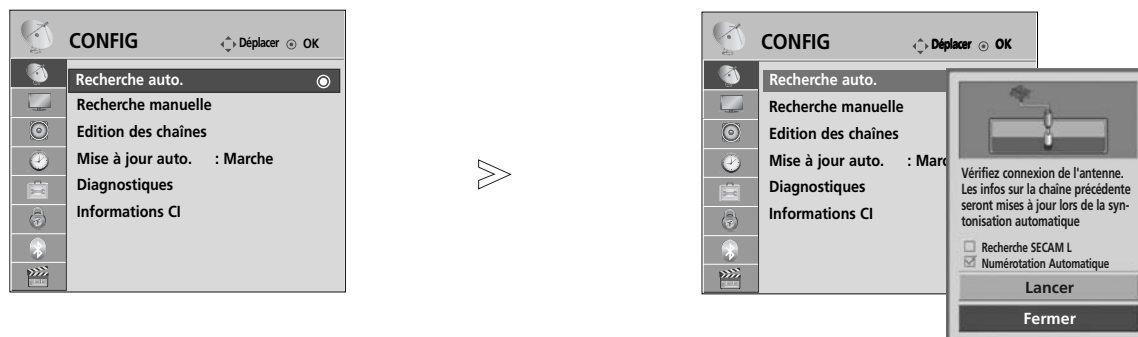 CONFIG
Déplacer OK
Recherche auto.
Recherche manuelle
Edition des chaînes
Mise à jour auto. : Marche
Diagnostiques
Informations CI
CONFIG
Déplacer OK
Recherche auto.
Recherche manuelle
Edition des chaînes
Mise à jour auto. : Marc
Diagnostiques
Informations CI
Vérifiez connexion de l'antenne.
Les infos sur la chaîne précédente
seront mises à jour lors de la syn-
tonisation automatique
Recherche SECAM L
Numérotation Automatique
Lancer
Fermer